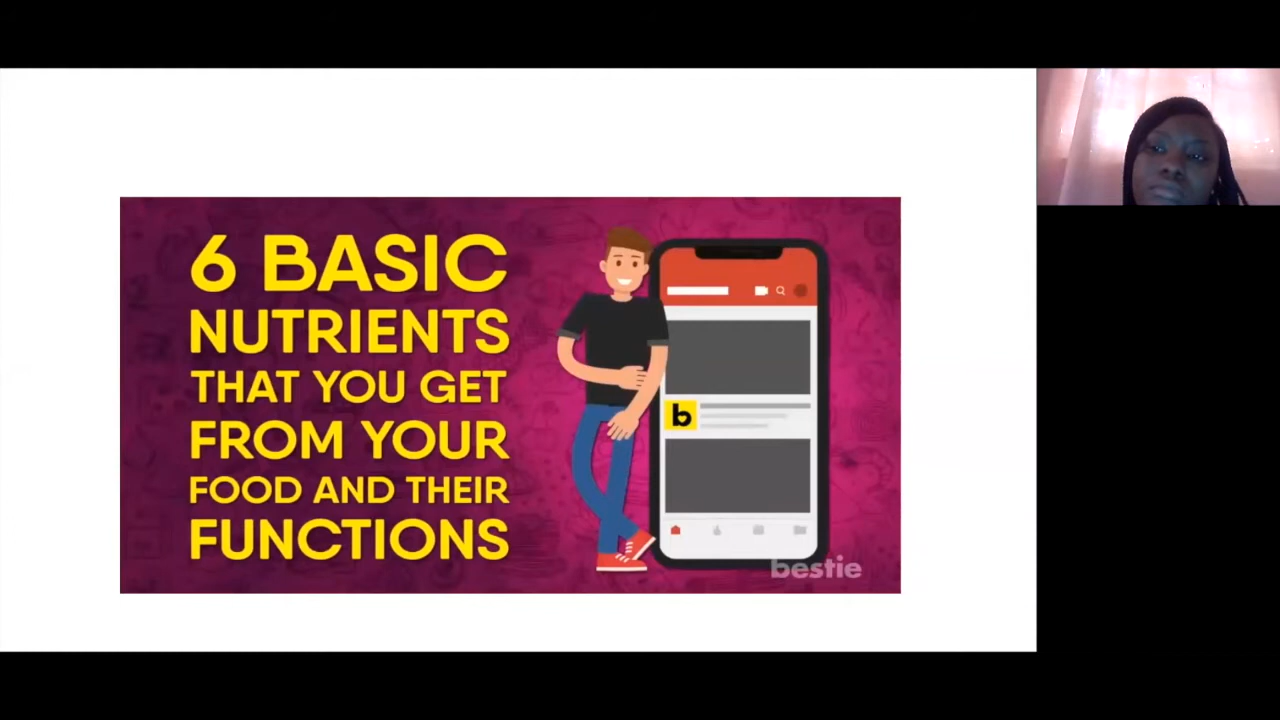 6 BASIC
NUTRIENTS
THAT YOU GET
FROM YOUR
FOOD AND THEIR
FUNCTIONS
b
bestie